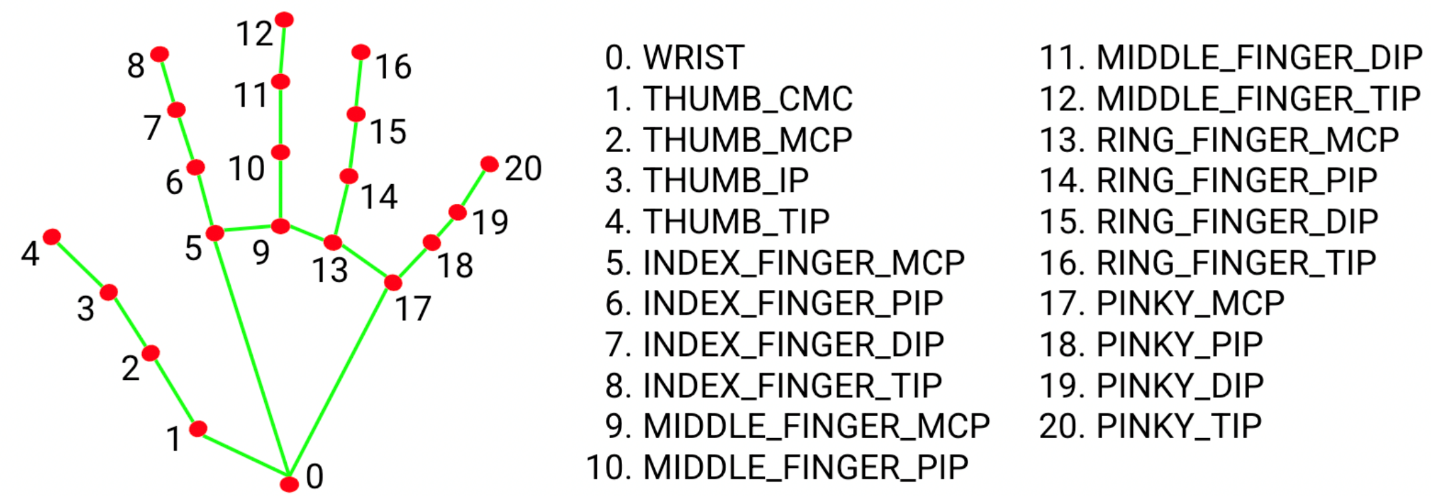 12
8
16
11
7
15
10
6
14
20
19
4
5
9
13
18
3
17
2
1
0
0. WRIST
1. THUMB_CMC
2. THUMB_MCP
3. THUMB_IP
4. THUMB_TIP
5. INDEX_FINGER_MCP
6. INDEX_FINGER_PIP
7. INDEX_FINGER_DIP
8. INDEX_FINGER_TIP
9. MIDDLE_FINGER_MCP
10. MIDDLE_FINGER_PIP
11. MIDDLE_FINGER_DIP
12. MIDDLE_FINGER_TIP
13. RING_FINGER_MCP
14. RING_FINGER_PIP
15. RING_FINGER_DIP
16. RING_FINGER_TIP
17. PINKY_MCP
18. PINKY_PIP
19. PINKY_DIP
20. PINKY_TIP